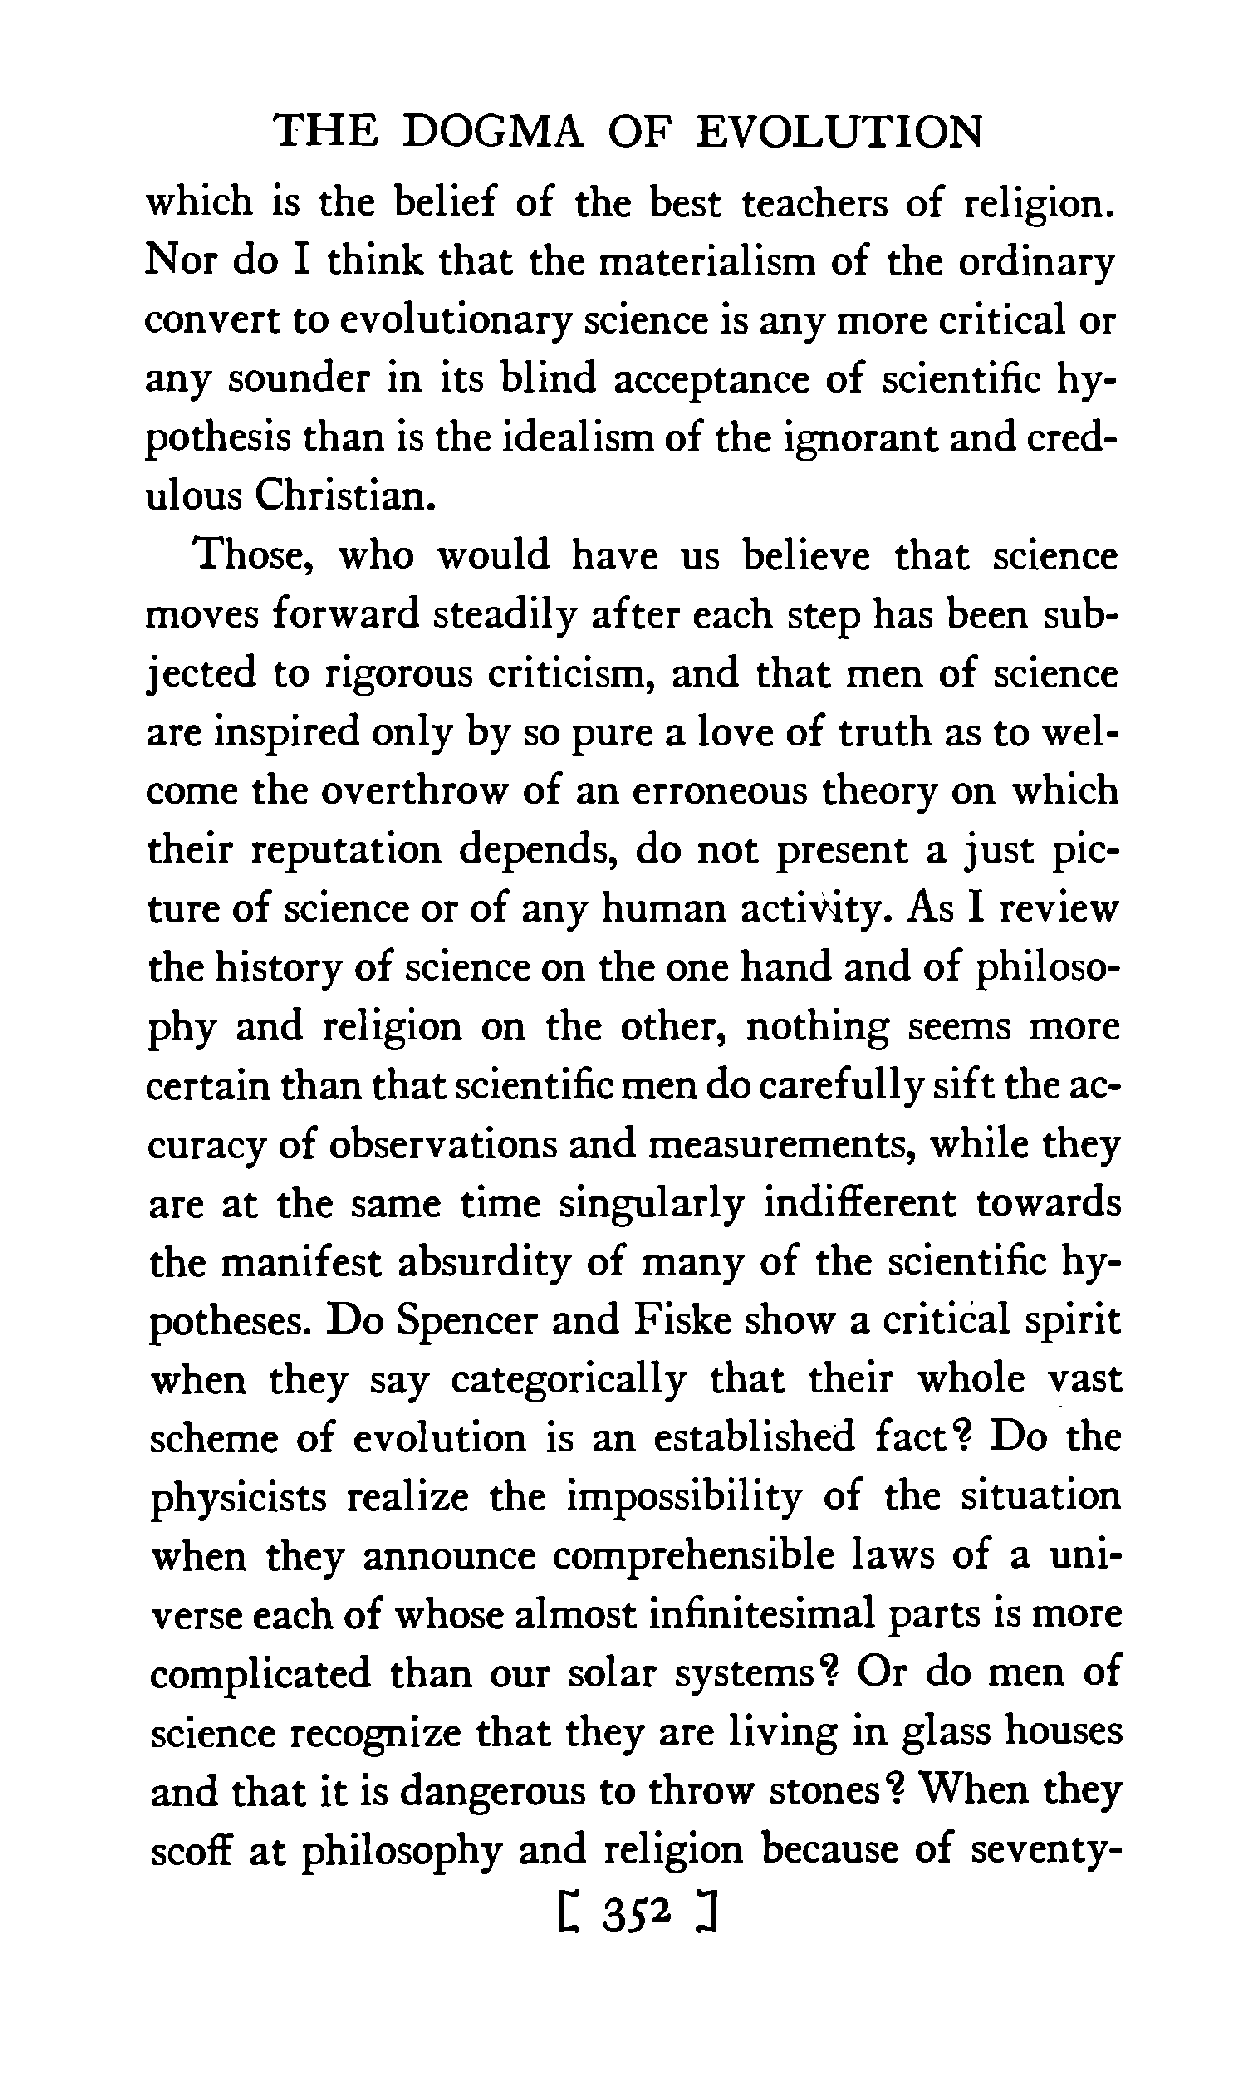 THE DOGMA OF EVOLUTION
which is the belief of the best teachers of religion.
Nor do I think that the materialism of the ordinary
convert to evolutionary science is any more critical or
any sounder in its blind acceptance of scientific hy-
pothesis than is the idealism of the ignorant and cred-
ulous Christian.
Those, who would have us believe that science
moves forward steadily after each step has been sub-
jected to rigorous criticism, and that men of science
are inspired only by so pure a love of truth as to wel-
come the overthrow of an erroneous theory on which
their reputation depends, do not present a just pic-
ture of science or of any human activity. As I review
the history of science on the one hand and of philoso-
phy and religion on the other, nothing seems more
certain than that scientific men do carefully sift the ac-
curacy of observations and measurements, while they
are at the same time singularly indifferent towards
the manifest absurdity of many of the scientific hy-
potheses. Do Spencer and Fiske show a critical spirit
when they say categorically that their whole vast
scheme of evolution is an established fact? Do the
physicists realize the impossibility of the situation
when they announce comprehensible laws of a uni-
verse each of whose almost infinitesimal parts is more
complicated than our solar systems? Or do men of
science recognize that they are living in glass houses
and that it is dangerous to throw stones? When they
scoff at philosophy and religion because of seventy-
[ 352 ]